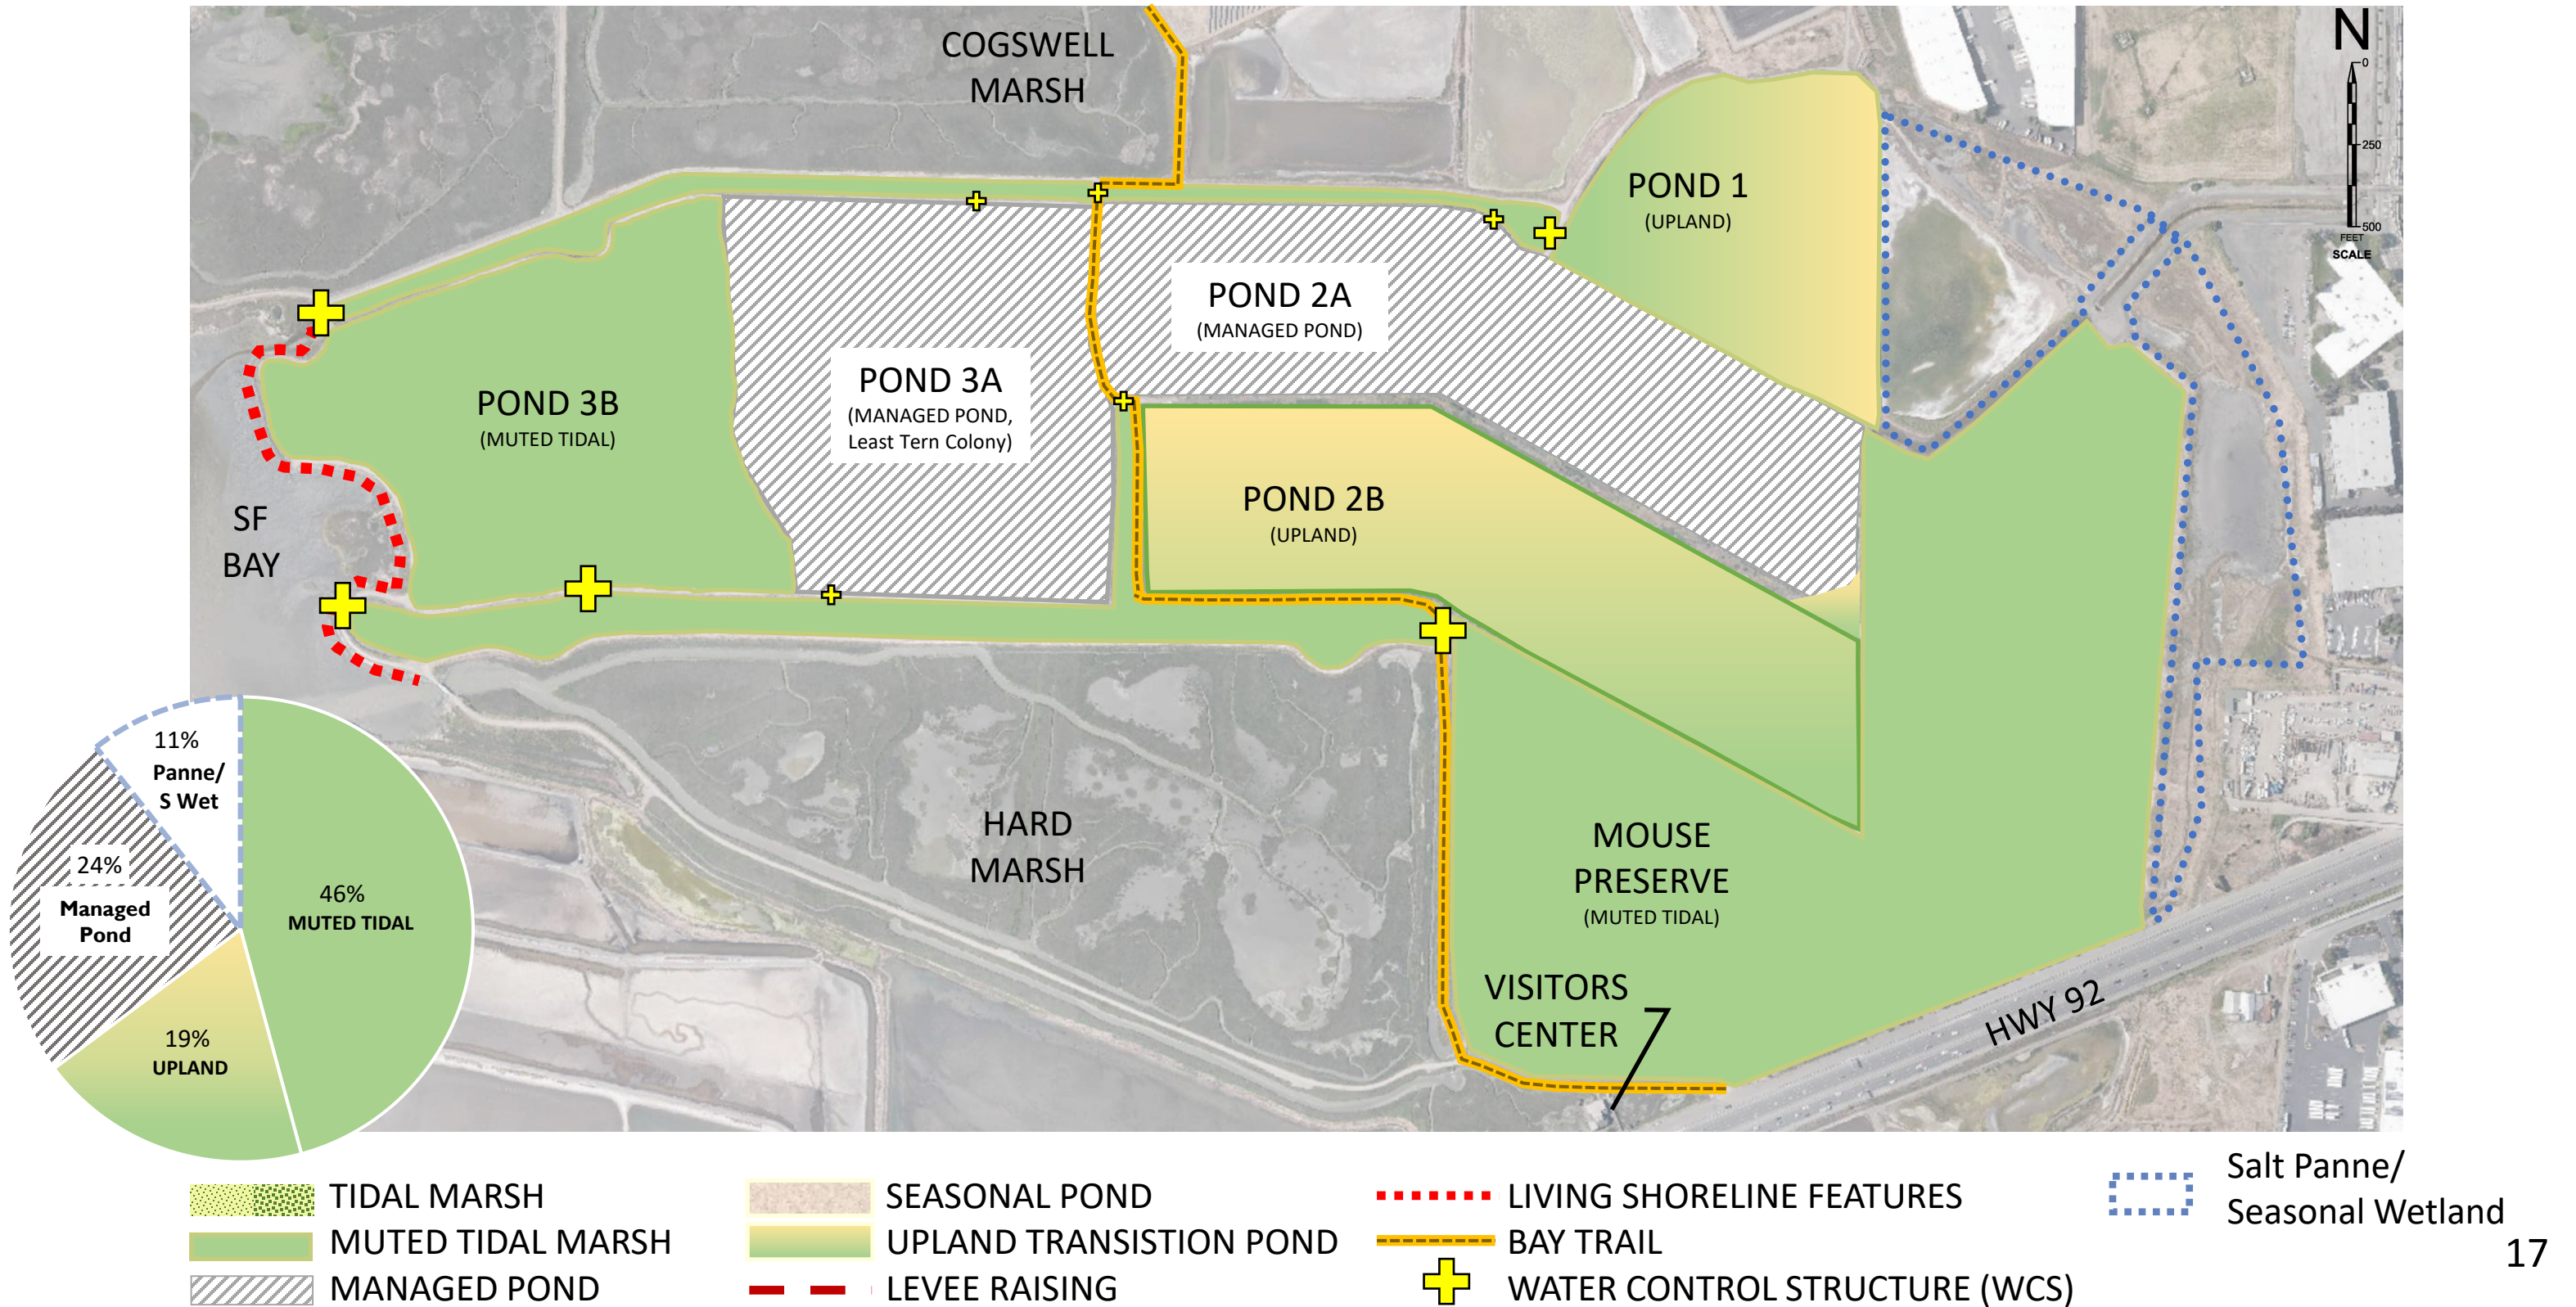 COGSWELL
MARSH
N
0
250
500
FEET
SCALE
POND 1
(UPLAND)
POND 2A
(MANAGED POND)
POND 3A
(MANAGED POND,
Least Tern Colony)
POND 3B
(MUTED TIDAL)
POND 2B
(UPLAND)
SF
BAY
HARD
MARSH
MOUSE
PRESERVE
(MUTED TIDAL)
VISITORS
CENTER
HWY 92
11%
Panne/
S Wet
24%
Managed
Pond
46%
MUTED TIDAL
19%
UPLAND
TIDAL MARSH
MUTED TIDAL MARSH
MANAGED POND
SEASONAL POND
UPLAND TRANSISTION POND
LEVEE RAISING
LIVING SHORELINE FEATURES
BAY TRAIL
WATER CONTROL STRUCTURE (WCS)
Salt Panne/
Seasonal Wetland
17